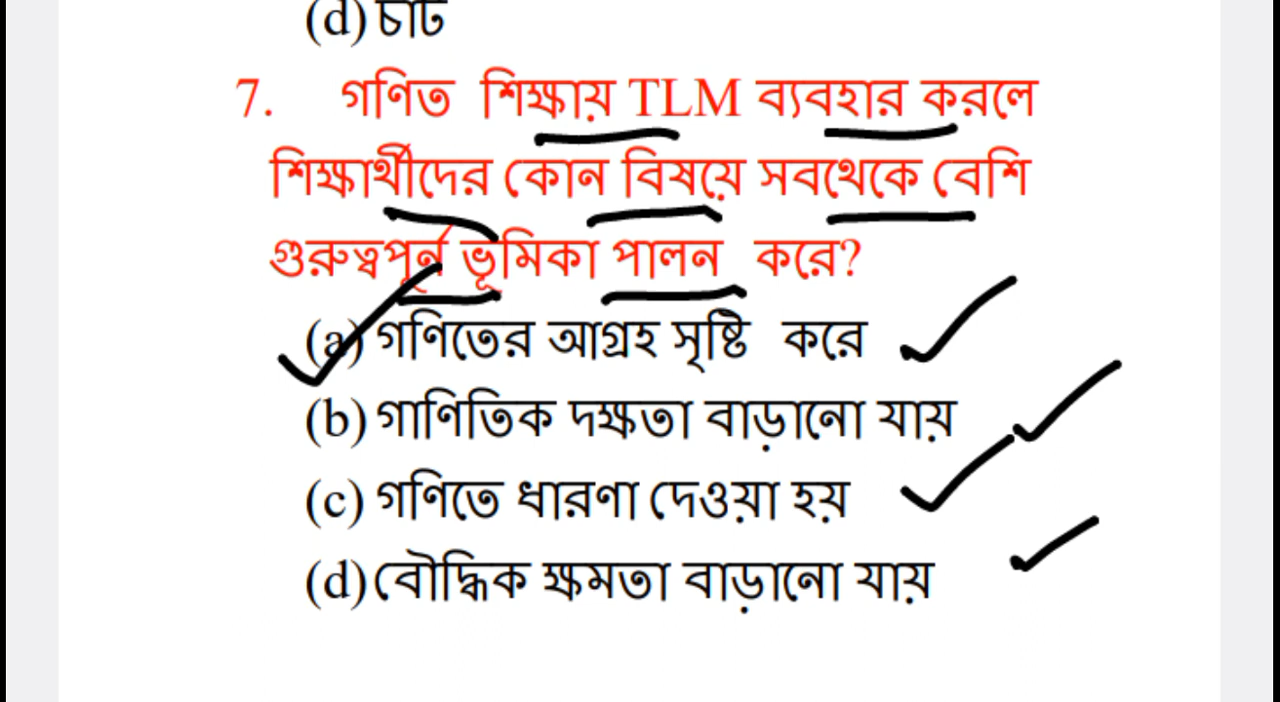 (d) চার্ট
7. গণিত শিক্ষায় TLM ব্যবহার করলে
শিক্ষার্থীদের কোন বিষয়ে সবথেকে বেশি
গুরুত্বপূর্ন ভূমিকা পালন করে?
(a) গণিতের আগ্রহ সৃষ্টি করে
(b) গাণিতিক দক্ষতা বাড়ানো যায়
(c) গণিতে ধারণা দেওয়া হয়
(d) বৌদ্ধিক ক্ষমতা বাড়ানো যায়